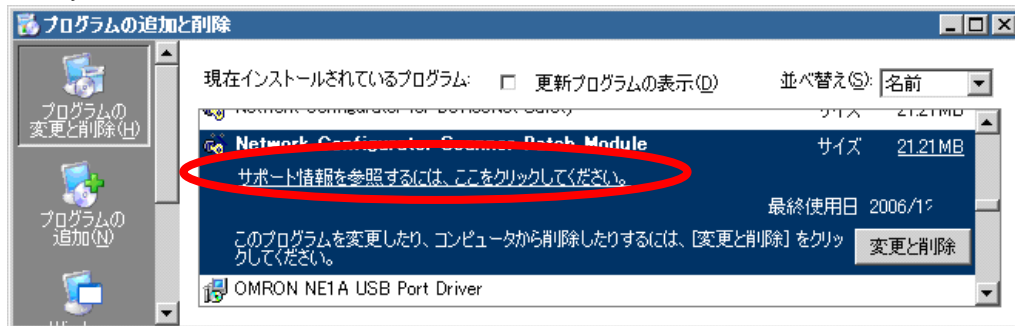 プログラムの追加と削除
プログラムの
変更と削除(H)
プログラムの
追加(N)
現在インストールされているプログラム:
更新プログラムの表示(D)
並べ替え(S):
名前
サイズ 21.21MB
Network Configurator Scanner Patch Module
サイズ 21.21MB
サポート情報を参照するには、ここをクリックしてください。
最終使用日 2006/12
このプログラムを変更したり、コンピュータから削除したりするには、[変更と削除] をクリッ
クしてください。
変更と削除
OMRON NE1A USB Port Driver